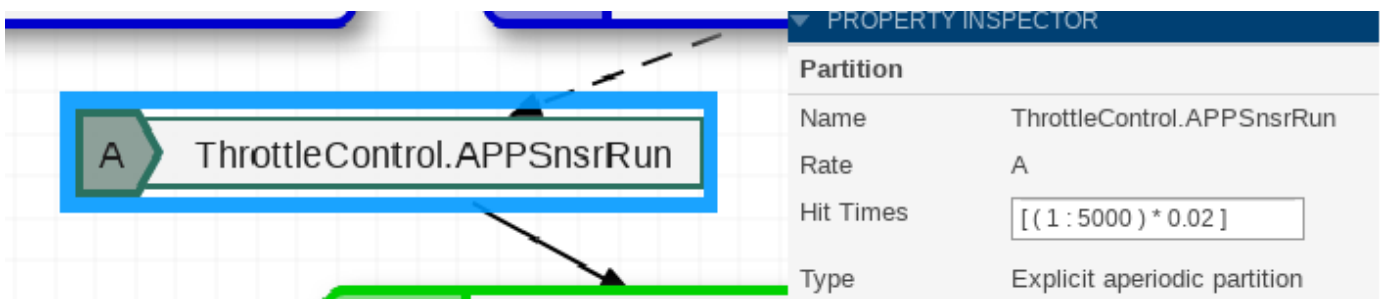 A
ThrottleControl.APPSnsrRun
PROPERTY INSPECTOR
Partition
Name ThrottleControl.APPSnsrRun
Rate A
Hit Times [ ( 1 : 5000 ) * 0.02 ]
Type Explicit aperiodic partition